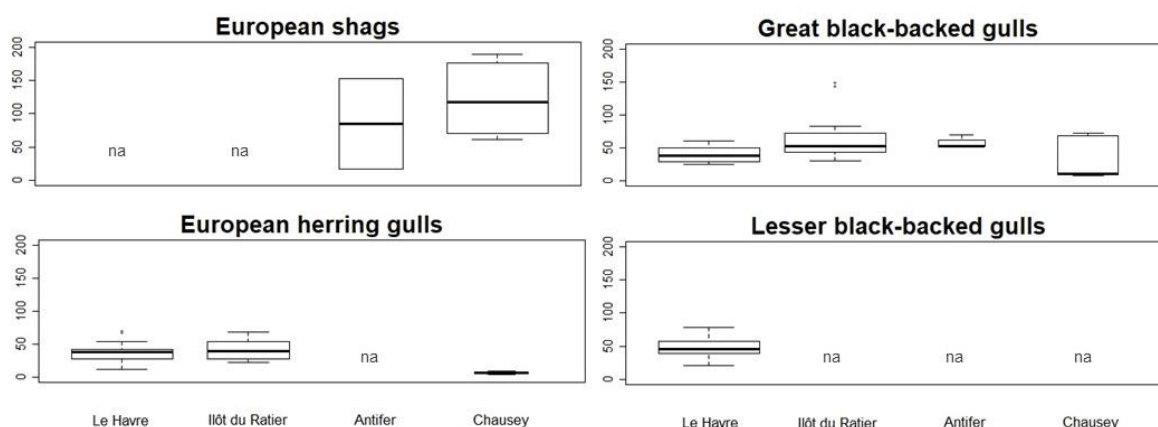 European shags
200
150
100
50
0
na
na
Great black-backed gulls
200
150
100
50
0
European herring gulls
200
150
100
50
0
na
Lesser black-backed gulls
200
150
100
50
0
na
na
na
Le Havre
Ilôt du Ratier
Antifer
Chausey
Le Havre
Ilôt du Ratier
Antifer
Chausey